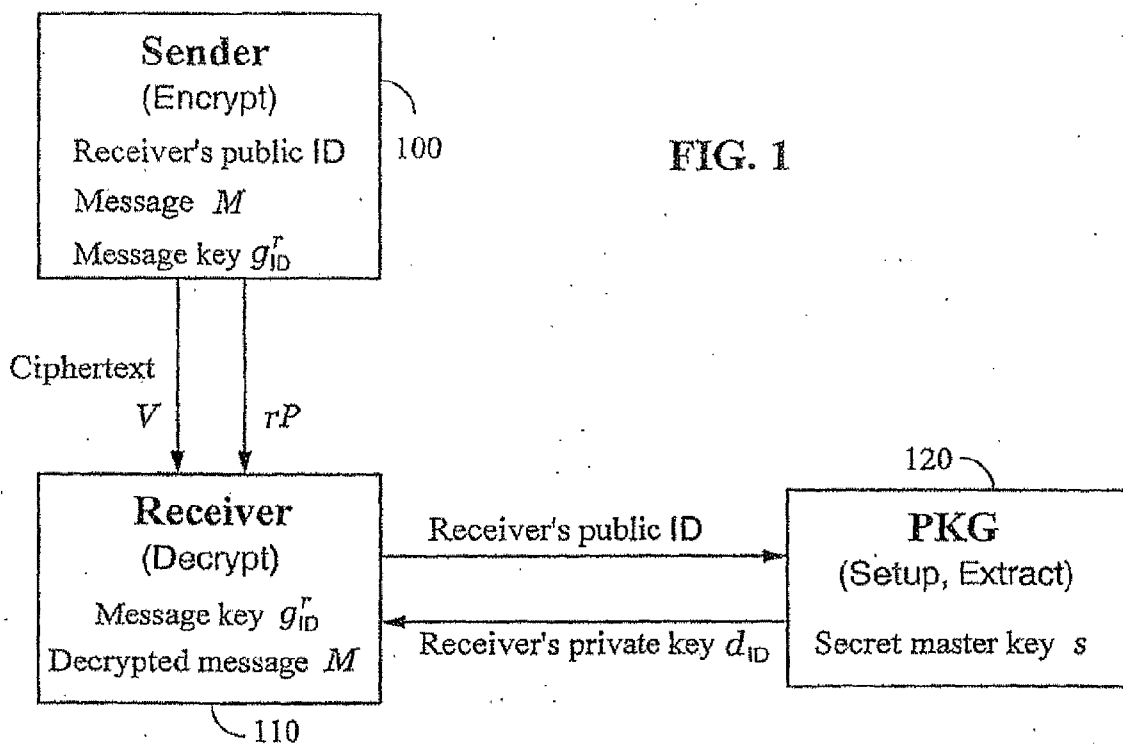 Sender
(Encrypt)
Receiver's public ID
Message M
Message key g_ID^r
100
FIG. 1
Ciphertext
V
rP
Receiver
(Decrypt)
Message key g_ID^r
Decrypted message M
110
Receiver's public ID
Receiver's private key d_ID
120
PKG
(Setup, Extract)
Secret master key s